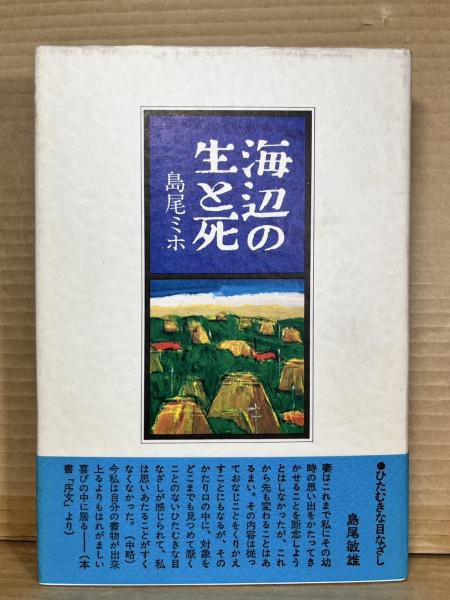 海辺の
生と死
島尾ミホ
●ひたむきな目なざし
島尾敏雄
妻はこれまで私にその幼
時の思い出をかたってき
かせることを断念しよう
とはしなかったが、これ
から先も変わることはあ
るまい。その内容は従っ
ておなじことをくりかえ
すことにもなるが、その
かたり口の中に、対象を
どこまでも見つめて厭く
ことのないひたむきな目
なざしが感じられて、私
は思いあたることがすく
なくなかった。（中略）
今私は自分の書物が出来
上るよりもはれがましい
喜びの中に居る――（本
書「序文」より）